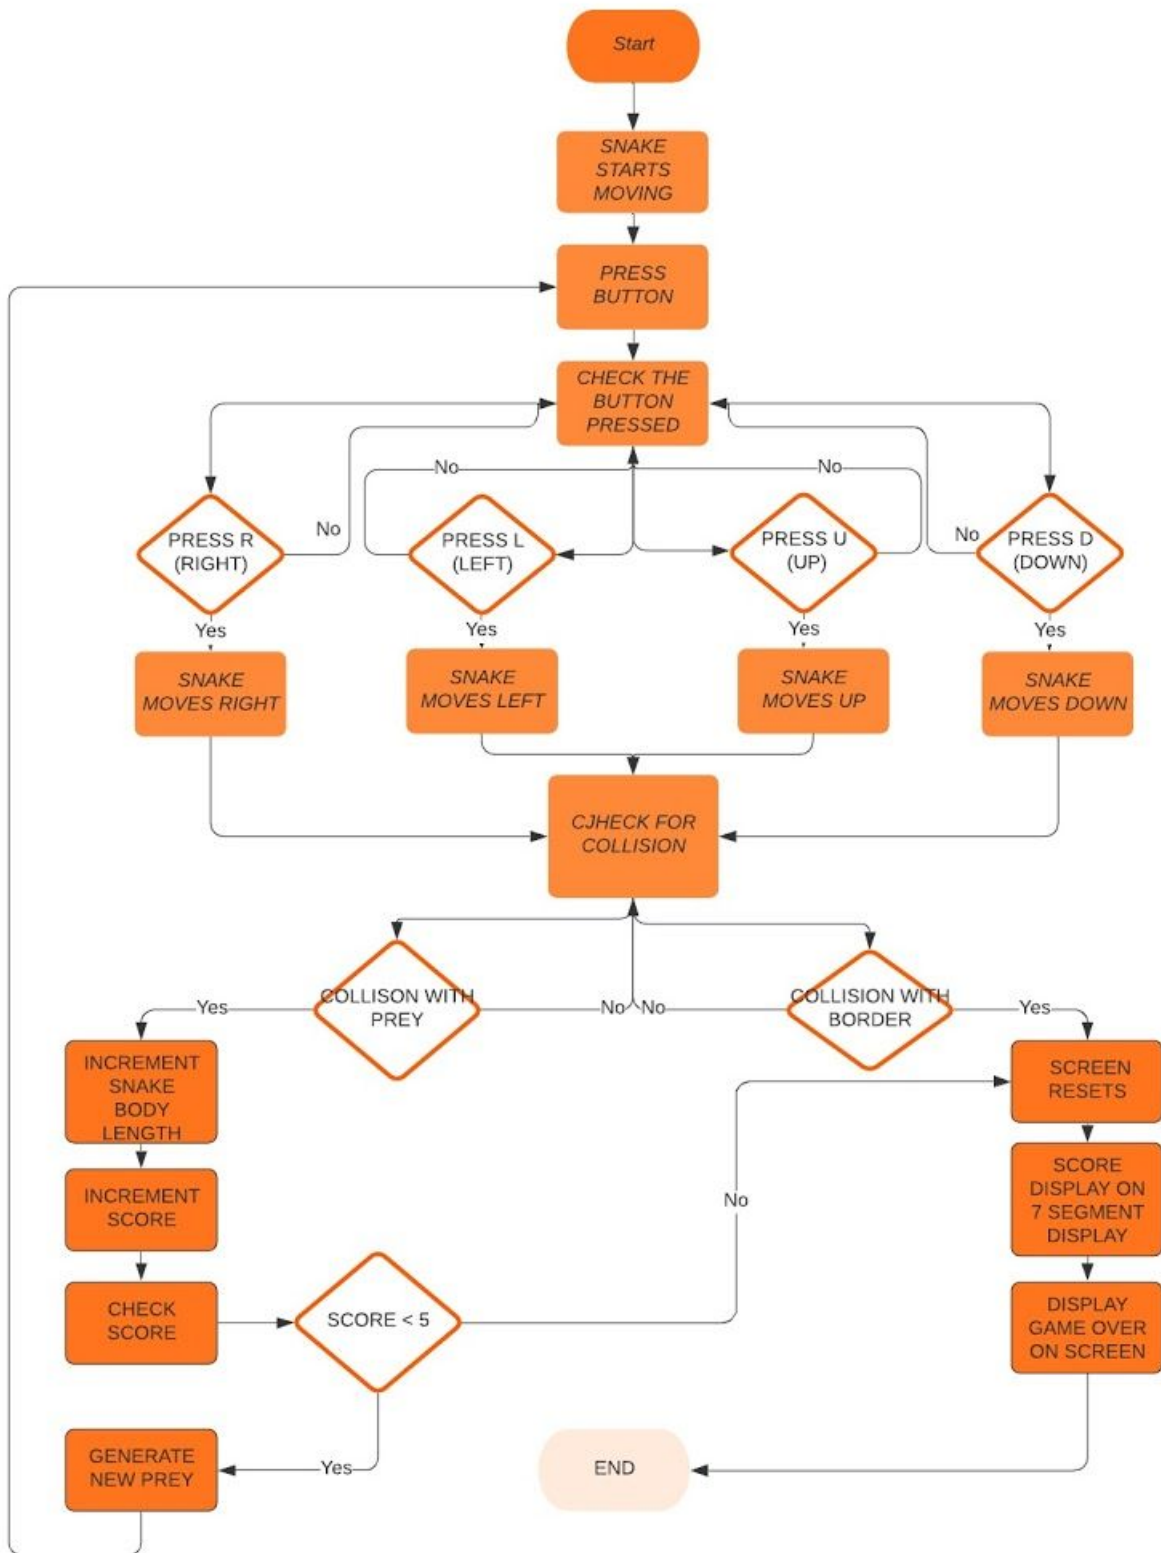 Start
SNAKE
STARTS
MOVING
PRESS
BUTTON
CHECK THE
BUTTON
PRESSED
No
No
No
No
PRESS R
(RIGHT)
PRESS L
(LEFT)
PRESS U
(UP)
PRESS D
(DOWN)
Yes
Yes
Yes
Yes
SNAKE
MOVES RIGHT
SNAKE
MOVES LEFT
SNAKE
MOVES UP
SNAKE
MOVES DOWN
CJHECK FOR
COLLISION
COLLISON WITH
PREY
COLLISION WITH
BORDER
Yes
No
No
Yes
INCREMENT
SNAKE
BODY
LENGTH
SCREEN
RESETS
INCREMENT
SCORE
SCORE
DISPLAY ON
7 SEGMENT
DISPLAY
No
CHECK
SCORE
SCORE < 5
DISPLAY
GAME OVER
ON SCREEN
GENERATE
NEW PREY
Yes
END